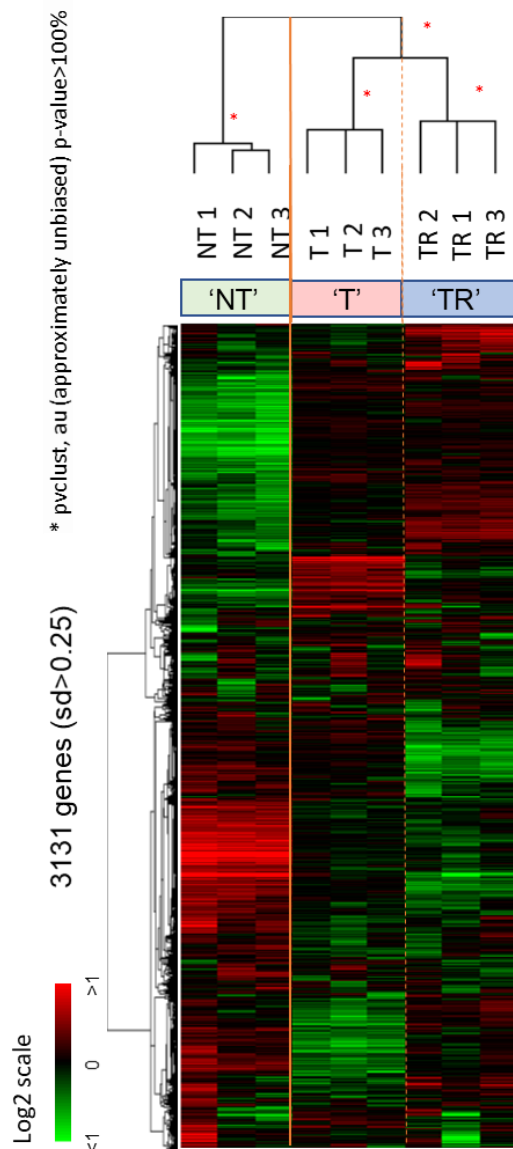 * pvclust, au (approximately unbiased) p-value>100%
NT 1
NT 2
NT 3
T 1
T 2
T 3
TR 2
TR 1
TR 3
'NT' 'T' 'TR'
3131 genes (sd>0.25)
Log2 scale
<1 0 >1
*
*
*
*